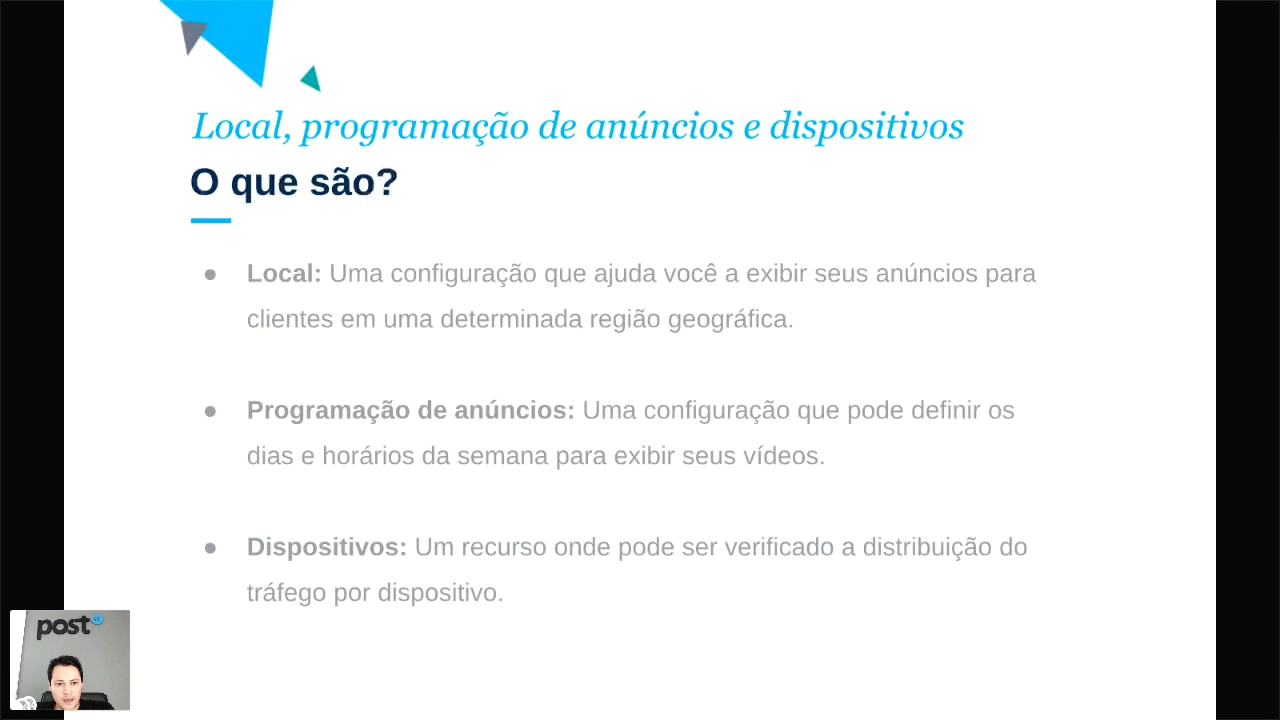 Local, programação de anúncios e dispositivos
O que são?
● Local: Uma configuração que ajuda você a exibir seus anúncios para
clientes em uma determinada região geográfica.
● Programação de anúncios: Uma configuração que pode definir os
dias e horários da semana para exibir seus vídeos.
● Dispositivos: Um recurso onde pode ser verificado a distribuição do
tráfego por dispositivo.
post